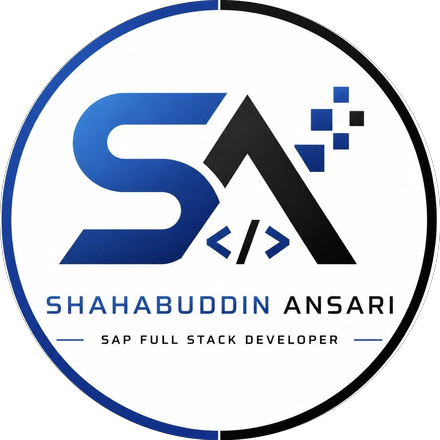 SA
</>
SHAHABUDDIN ANSARI
SAP FULL STACK DEVELOPER